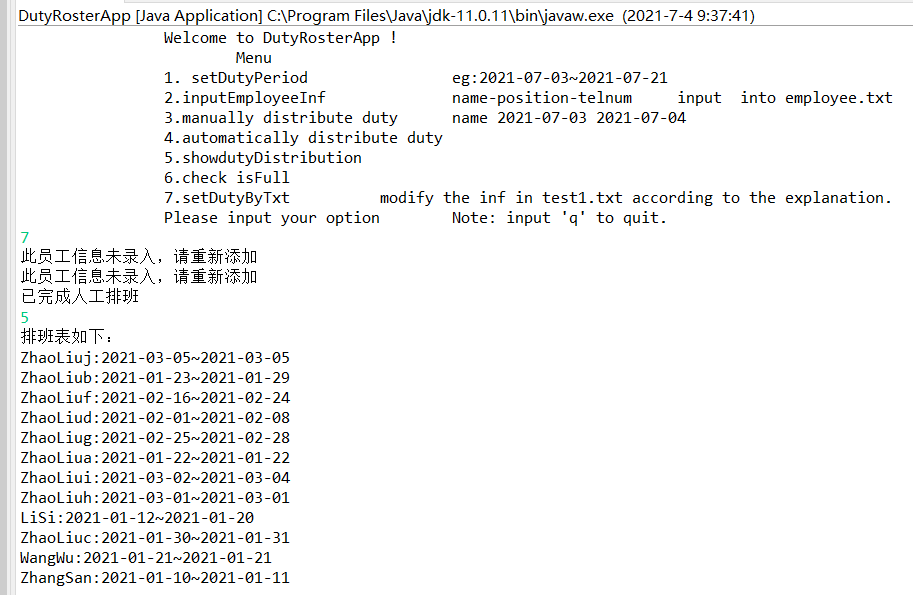 DutyRosterApp [Java Application] C:\Program Files\Java\jdk-11.0.11\bin\javaw.exe (2021-7-4 9:37:41)
Welcome to DutyRosterApp !
Menu
1. setDutyPeriod eg:2021-07-03~2021-07-21
2.inputEmployeeInf name-position-telnum input into employee.txt
3.manually distribute duty name 2021-07-03 2021-07-04
4.automatically distribute duty
5.showdutyDistribution
6.check isFull
7.setDutyByTxt modify the inf in test1.txt according to the explanation.
Please input your option Note: input 'q' to quit.
7
此员工信息未录入，请重新添加
此员工信息未录入，请重新添加
已完成人工排班
5
排班表如下：
ZhaoLiuj:2021-03-05~2021-03-05
ZhaoLiub:2021-01-23~2021-01-29
ZhaoLiuf:2021-02-16~2021-02-24
ZhaoLiud:2021-02-01~2021-02-08
ZhaoLiug:2021-02-25~2021-02-28
ZhaoLiua:2021-01-22~2021-01-22
ZhaoLiui:2021-03-02~2021-03-04
ZhaoLiuh:2021-03-01~2021-03-01
LiSi:2021-01-12~2021-01-20
ZhaoLiuc:2021-01-30~2021-01-31
WangWu:2021-01-21~2021-01-21
ZhangSan:2021-01-10~2021-01-11